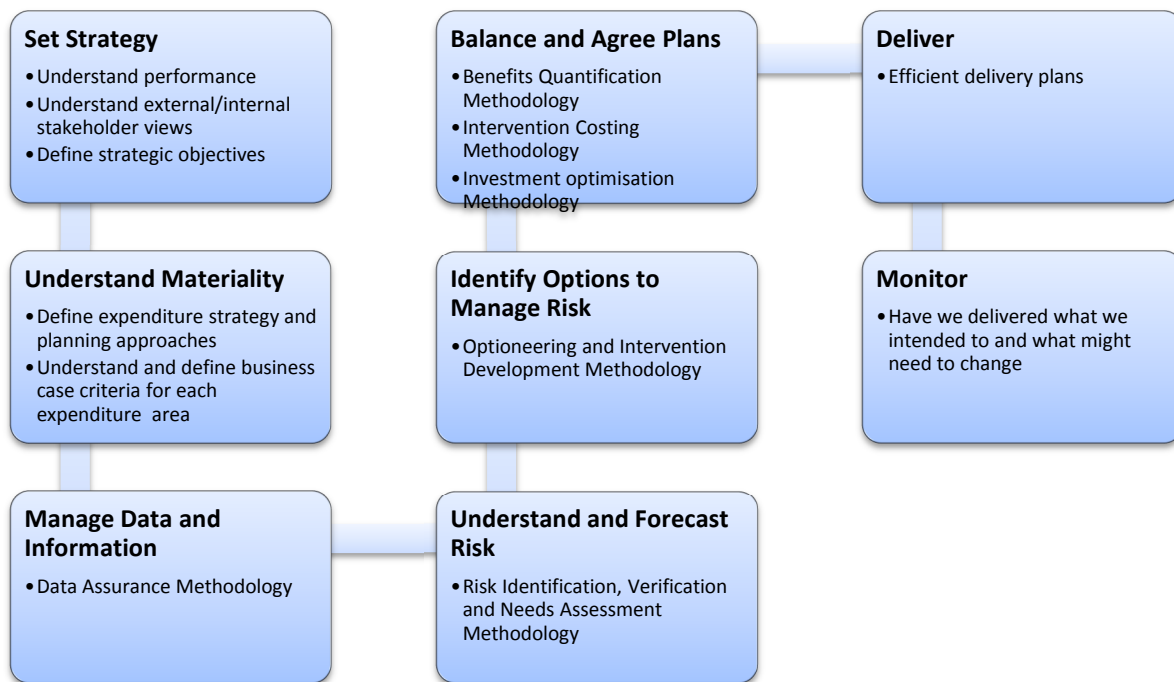 Set Strategy
•Understand performance
•Understand external/internal
stakeholder views
•Define strategic objectives
Understand Materiality
•Define expenditure strategy and
planning approaches
•Understand and define business
case criteria for each
expenditure area
Manage Data and
Information
•Data Assurance Methodology
Understand and Forecast
Risk
•Risk Identification, Verification
and Needs Assessment
Methodology
Identify Options to
Manage Risk
•Optioneering and Intervention
Development Methodology
Balance and Agree Plans
•Benefits Quantification
Methodology
•Intervention Costing
Methodology
•Investment optimisation
Methodology
Deliver
•Efficient delivery plans
Monitor
•Have we delivered what we
intended to and what might
need to change